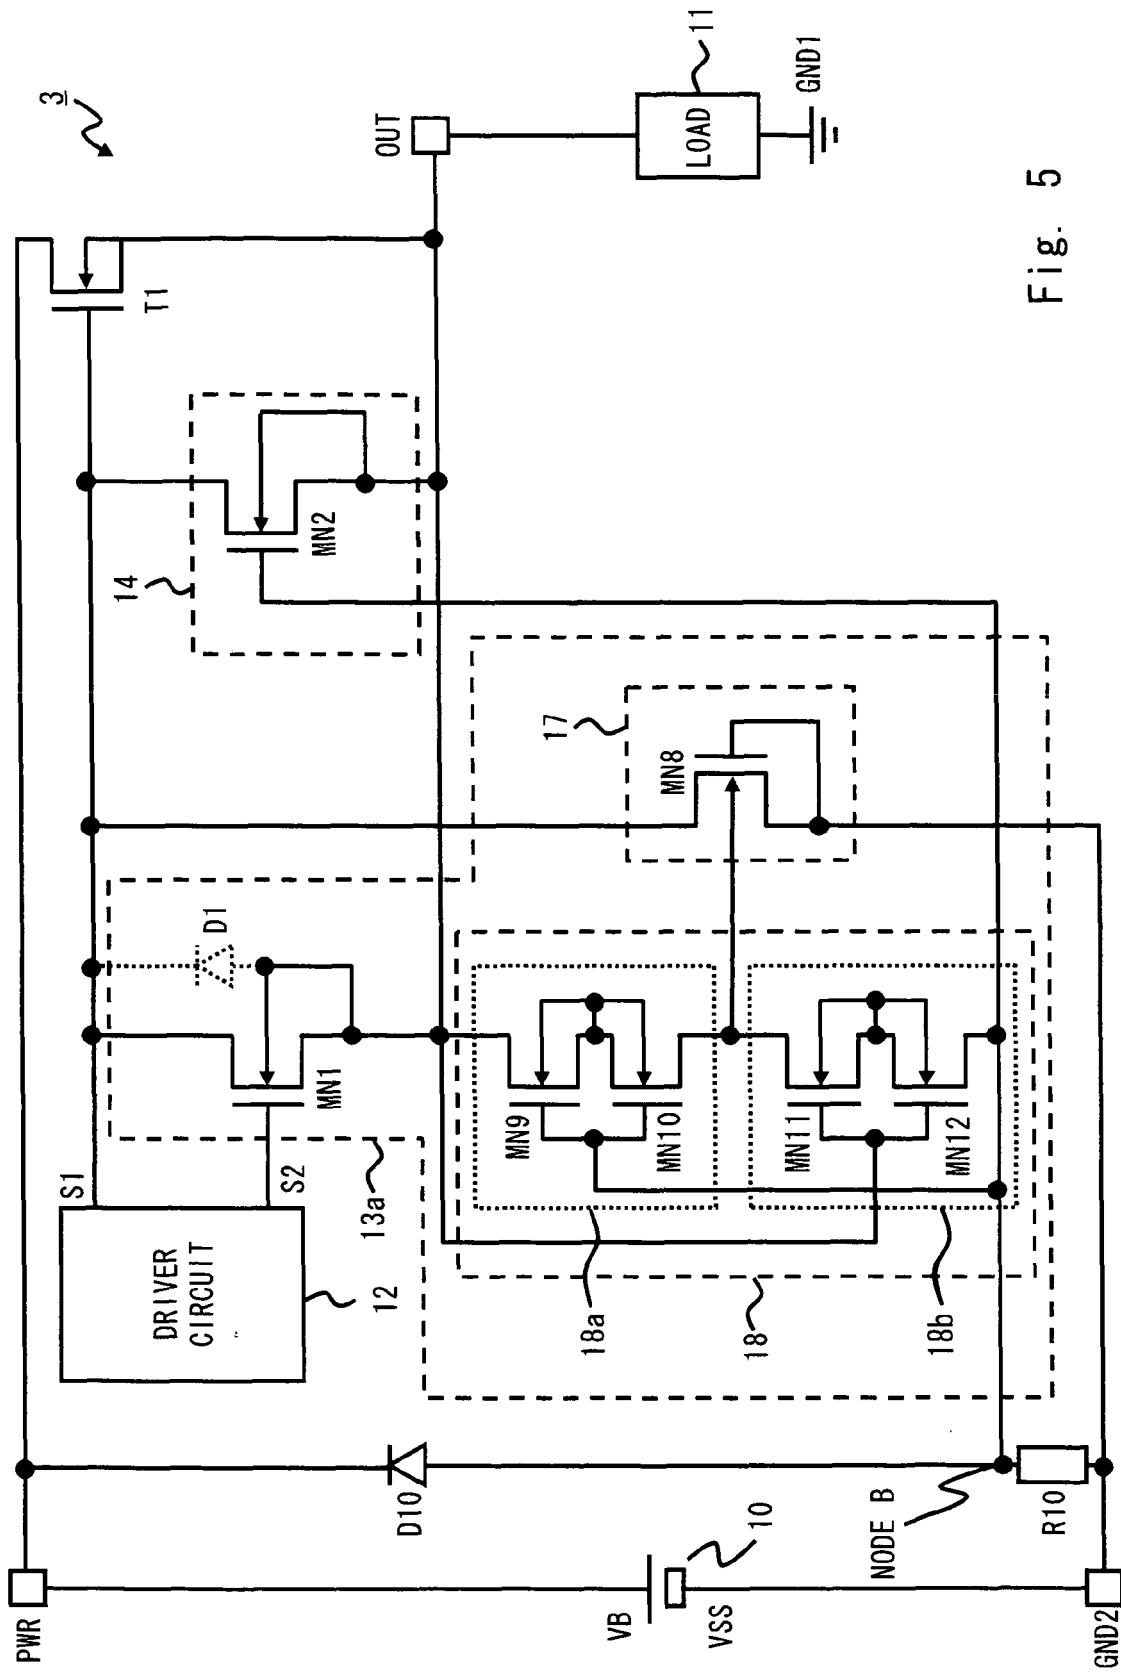 3
PWR
VB
VSS
10
GND2
D10
NODE B
R10
DRIVER
CIRCUIT
12
S1
S2
13a
MN1
D1
14
MN2
T1
OUT
LOAD
11
GND1
17
MN8
MN9
MN10
MN11
MN12
18a
18
18b
Fig. 5